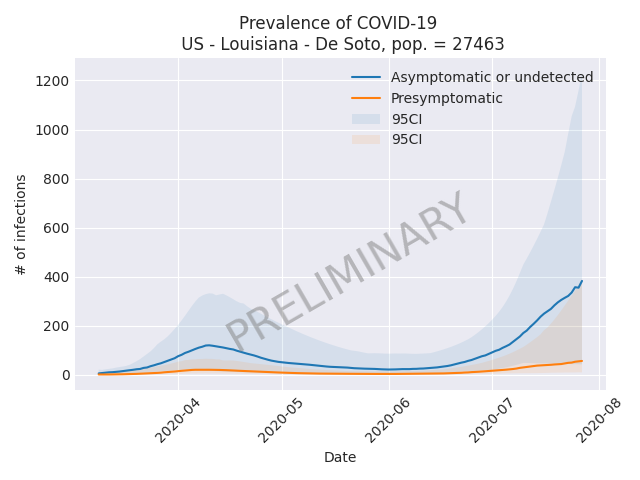 Prevalence of COVID-19
US - Louisiana - De Soto, pop. = 27463
Asymptomatic or undetected
Presymptomatic
95CI
95CI
PRELIMINARY
# of infections
1200
1000
800
600
400
200
0
2020-04
2020-05
2020-06
2020-07
2020-08
Date